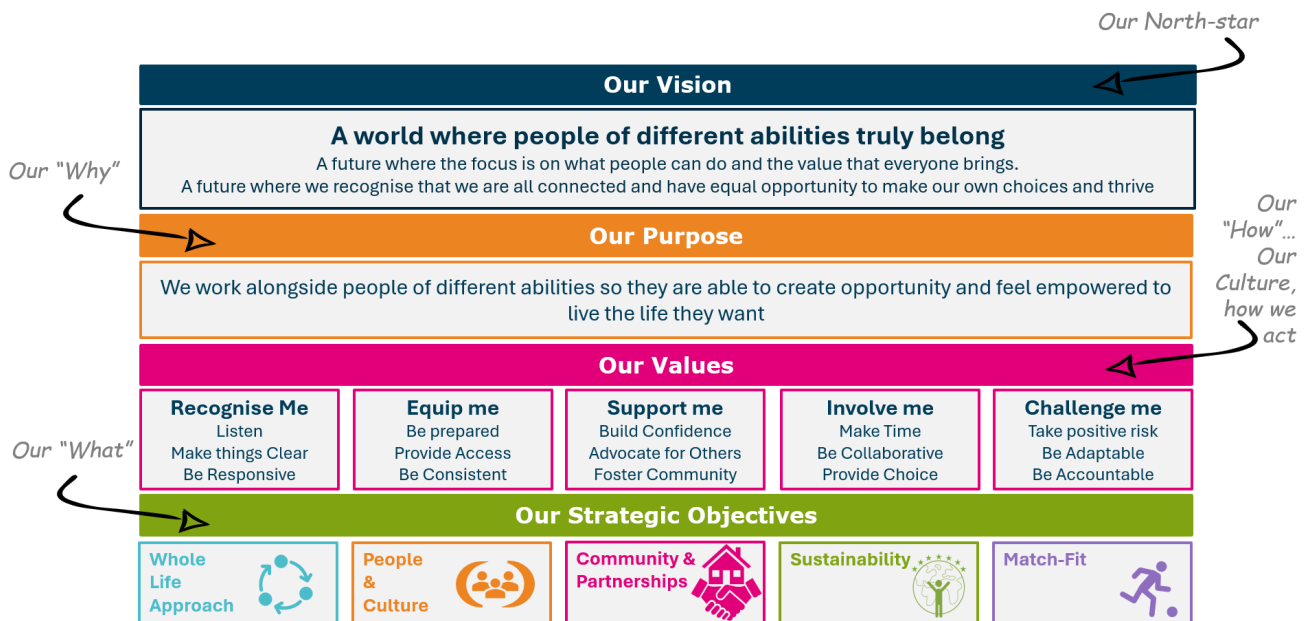 Our North-star
Our Vision
A world where people of different abilities truly belong
A future where the focus is on what people can do and the value that everyone brings.
A future where we recognise that we are all connected and have equal opportunity to make our own choices and thrive
Our "Why"
Our Purpose
We work alongside people of different abilities so they are able to create opportunity and feel empowered to
live the life they want
Our
"How"...
Our
Culture,
how we
act
Our Values
Recognise Me
Listen
Make things Clear
Be Responsive
Equip me
Be prepared
Provide Access
Be Consistent
Support me
Build Confidence
Advocate for Others
Foster Community
Involve me
Make Time
Be Collaborative
Provide Choice
Challenge me
Take positive risk
Be Adaptable
Be Accountable
Our "What"
Our Strategic Objectives
Whole
Life
Approach
People
&
Culture
Community &
Partnerships
Sustainability
Match-Fit